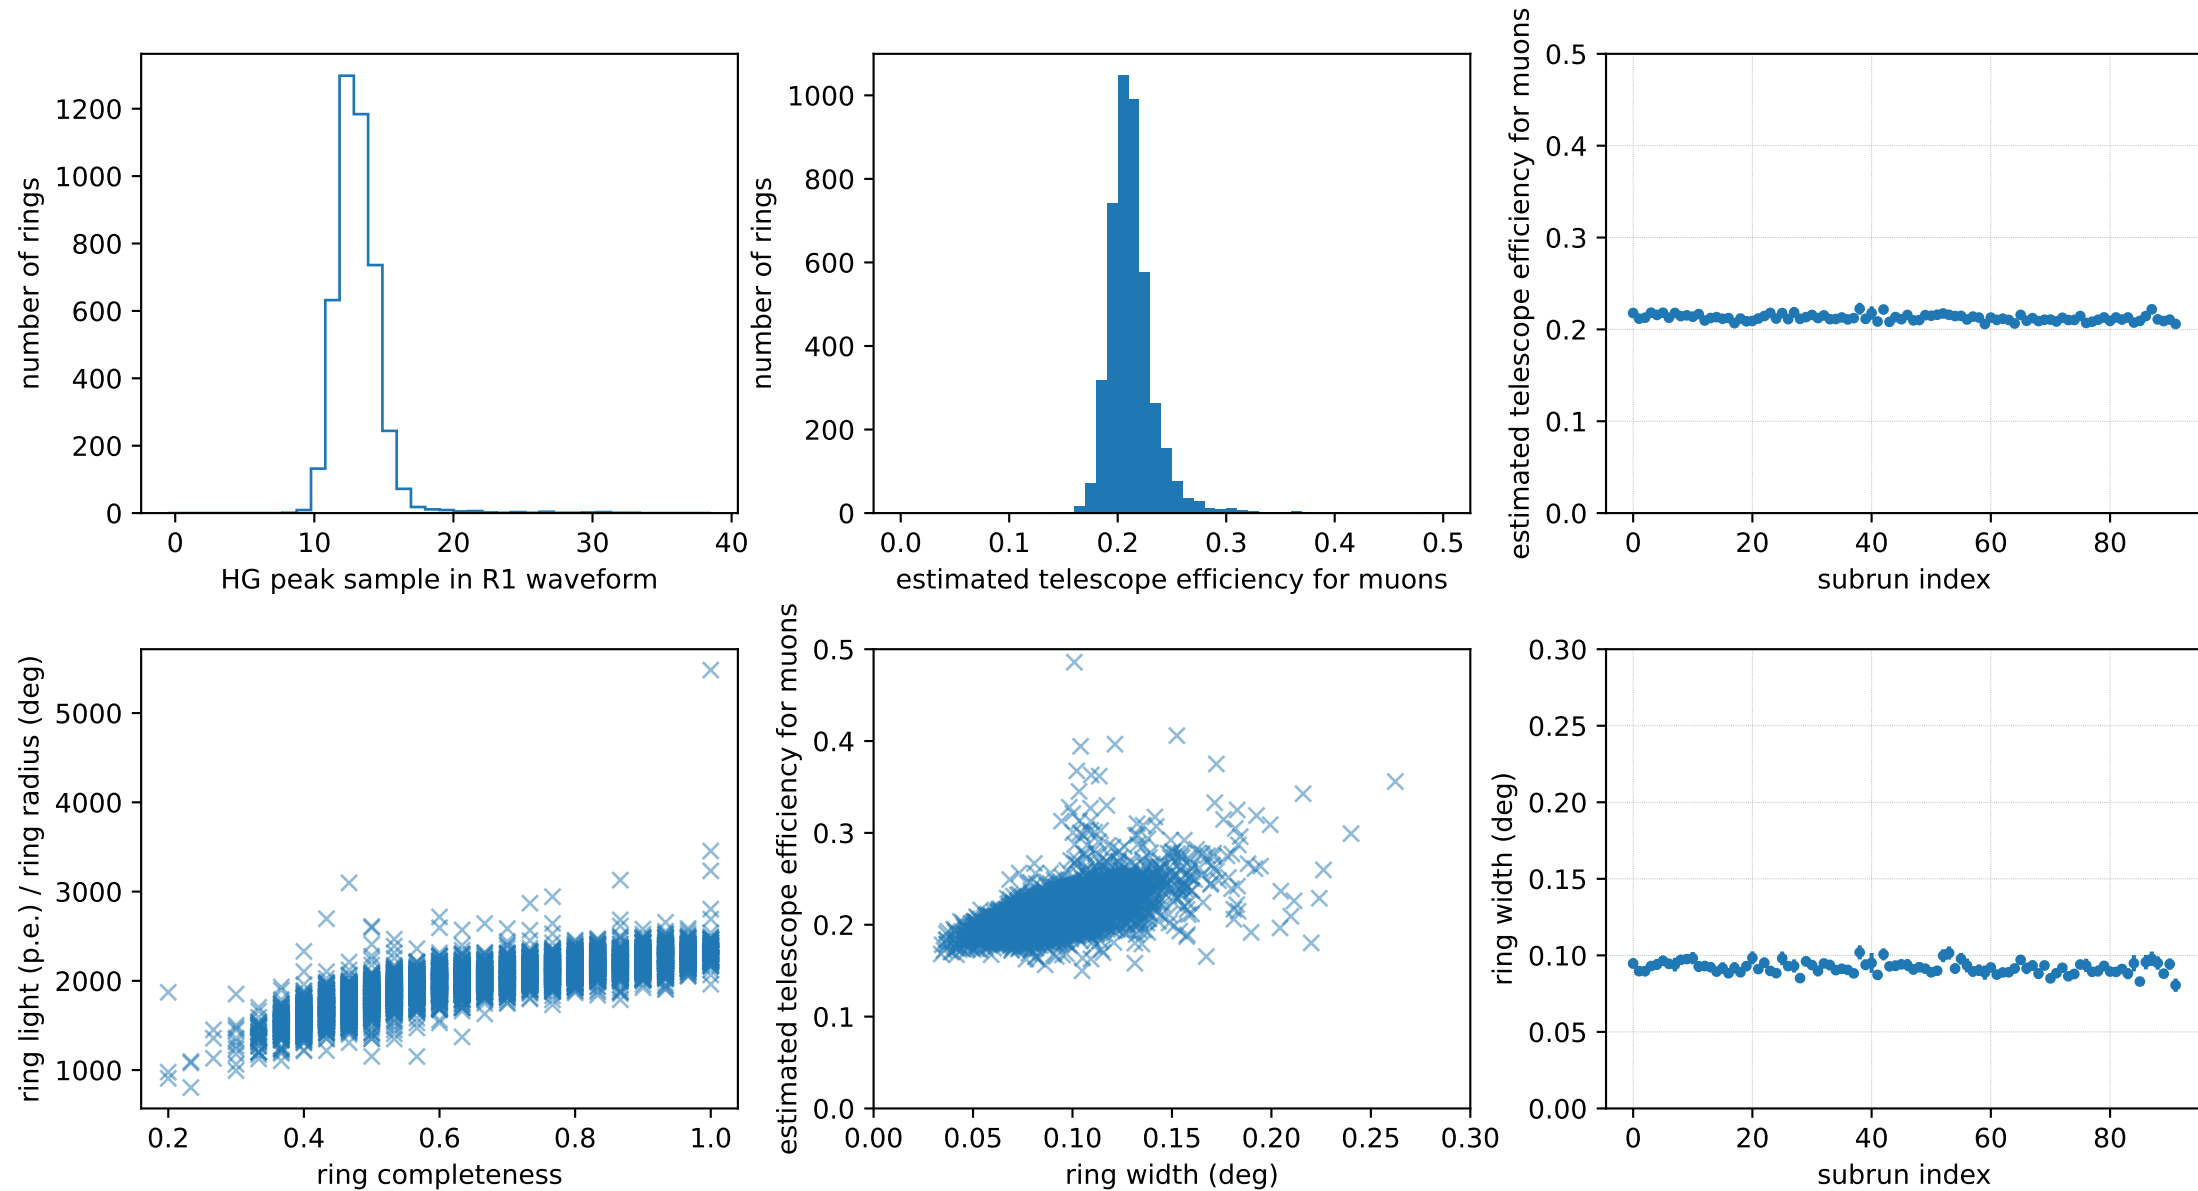 number of rings
1200
1000
800
600
400
200
0
0 10 20 30 40
HG peak sample in R1 waveform
number of rings
1000
800
600
400
200
0
0.0 0.1 0.2 0.3 0.4 0.5
estimated telescope efficiency for muons
estimated telescope efficiency for muons
0.5
0.4
0.3
0.2
0.1
0.0
0 20 40 60 80
subrun index
ring light (p.e.) / ring radius (deg)
5000
4000
3000
2000
1000
0.2 0.4 0.6 0.8 1.0
ring completeness
estimated telescope efficiency for muons
0.5
0.4
0.3
0.2
0.1
0.0
0.00 0.05 0.10 0.15 0.20 0.25 0.30
ring width (deg)
ring width (deg)
0.30
0.25
0.20
0.15
0.10
0.05
0.00
0 20 40 60 80
subrun index